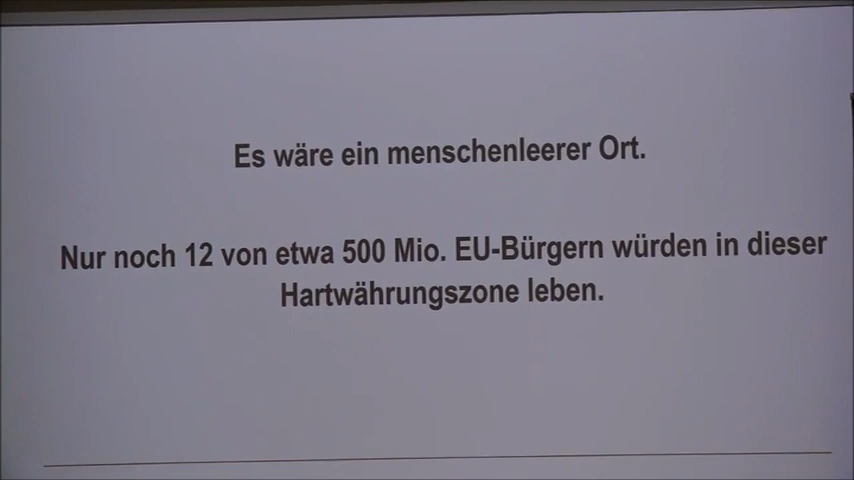 Es wäre ein menschenleerer Ort.
Nur noch 12 von etwa 500 Mio. EU-Bürgern würden in dieser
Hartwährungszone leben.